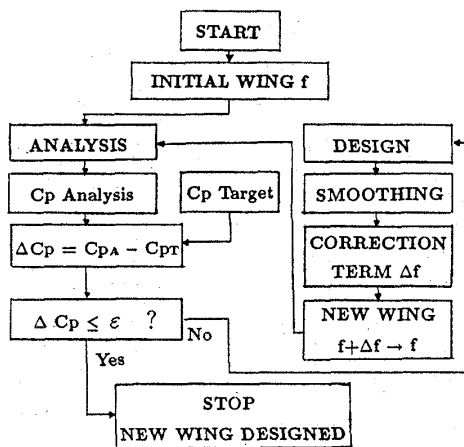 START
INITIAL WING f
ANALYSIS
Cp Analysis
Cp Target
ΔCp = CpA − CpT
Δ Cp ≤ ε ?
No
Yes
STOP
NEW WING DESIGNED
DESIGN
SMOOTHING
CORRECTION
TERM Δf
NEW WING
f+Δf → f